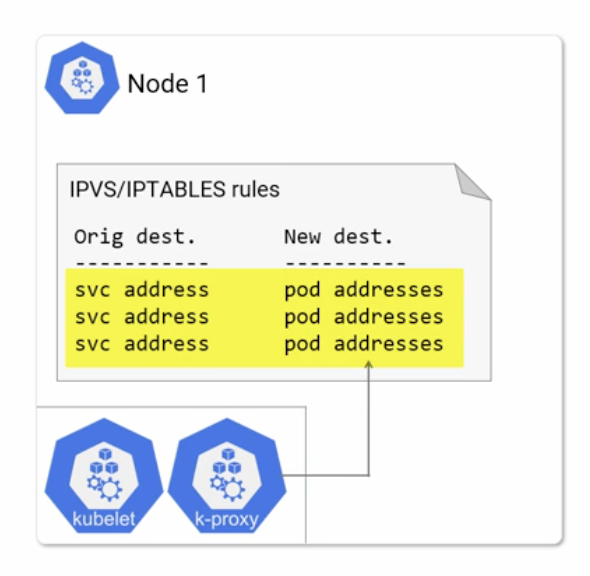 Node 1
IPVS/IPTABLES rules
Orig dest. New dest.
----------- ----------
svc address pod addresses
svc address pod addresses
svc address pod addresses
kubelet k-proxy